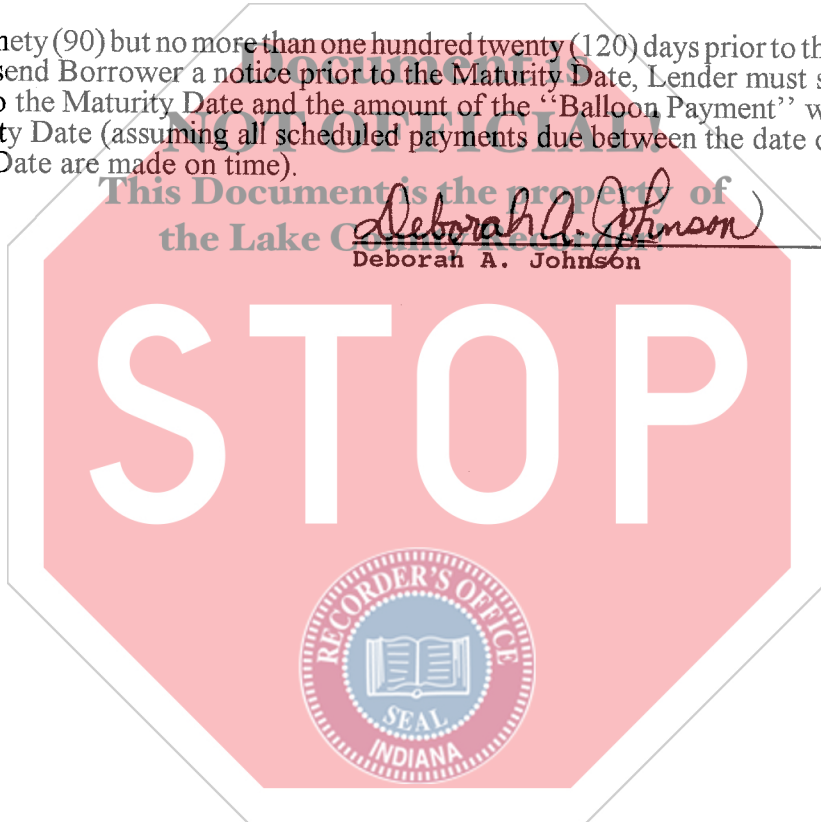 nety (90) but no more than one hundred twenty (120) days prior to th
Document is
send Borrower a notice prior to the Maturity Date, Lender must s
o the Maturity Date and the amount of the “Balloon Payment” w
NOT OFFICIAL!
ty Date (assuming all scheduled payments due between the date o
Date are made on time).
This Document is the property of
Deborah A. Johnson
the Lake County Recorder!
Deborah A. Johnson
STOP
RECORDER'S OFFICE
SEAL
INDIANA